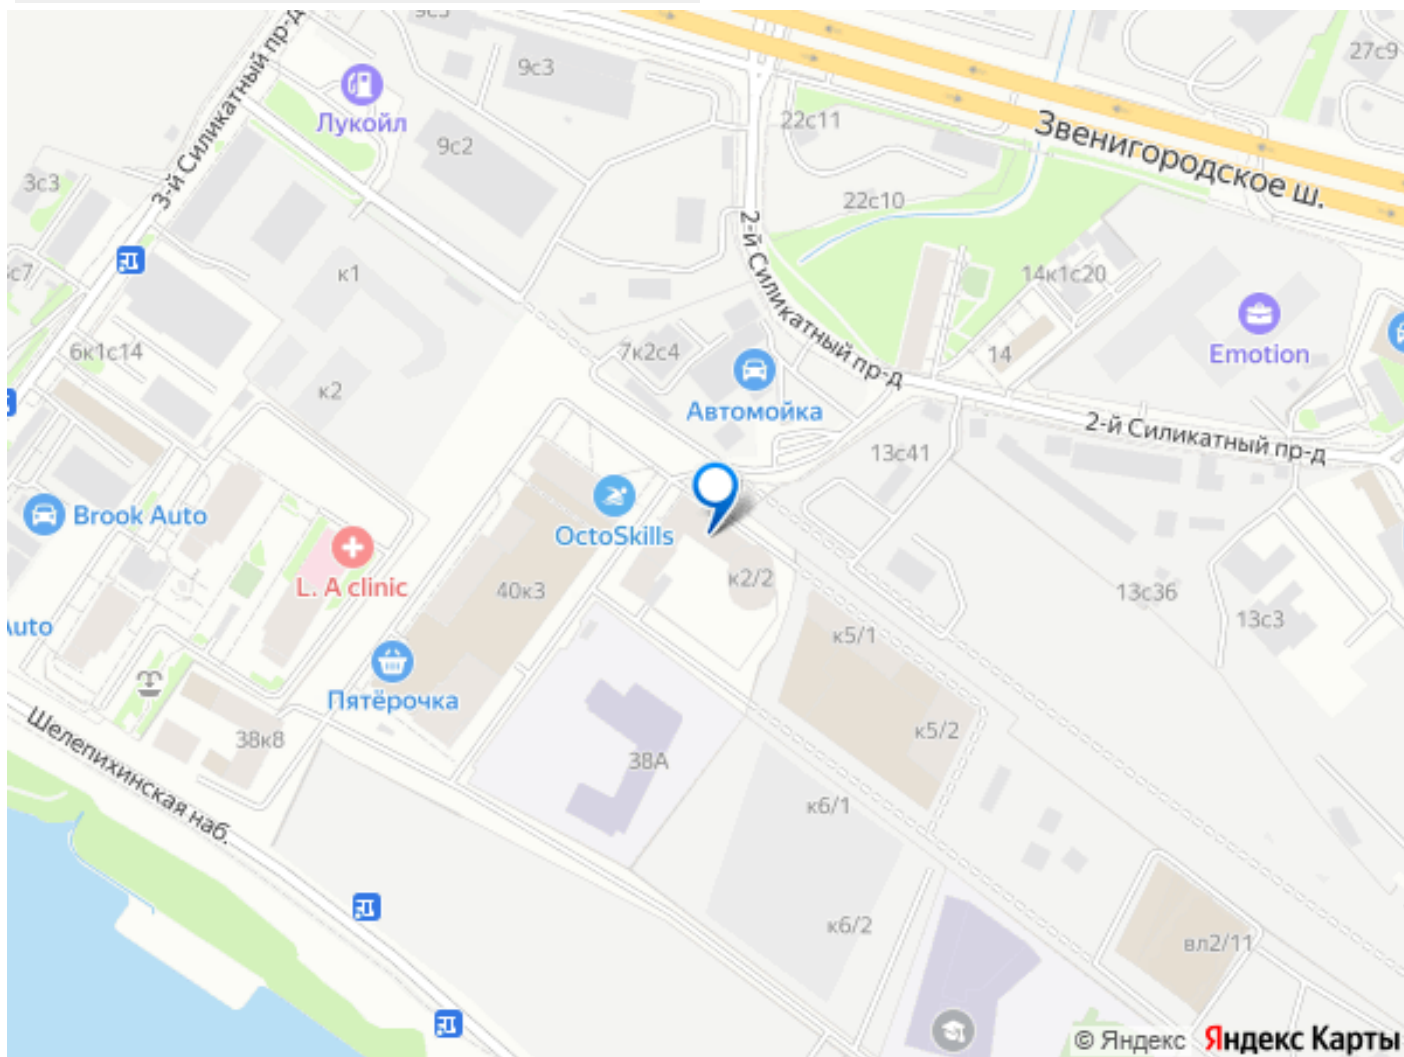 9с3
27с9
Лукойл
22с11
Звенигородское ш.
9с2
3-й Силикатный пр-д
3с3
22с10
2-й Силикатный пр-д
к1
14к1с20
Emotion
7к2с4
6к1с14
14
к2
Автомойка
2-й Силикатный пр-д
13с41
Brook Auto
OctoSkills
L. A clinic
40к3
к2/2
13с36
13с3
к5/1
Пятёрочка
к5/2
Шелепихинская наб.
38к8
38А
к6/1
к6/2
вл2/11
© Яндекс Яндекс Карты